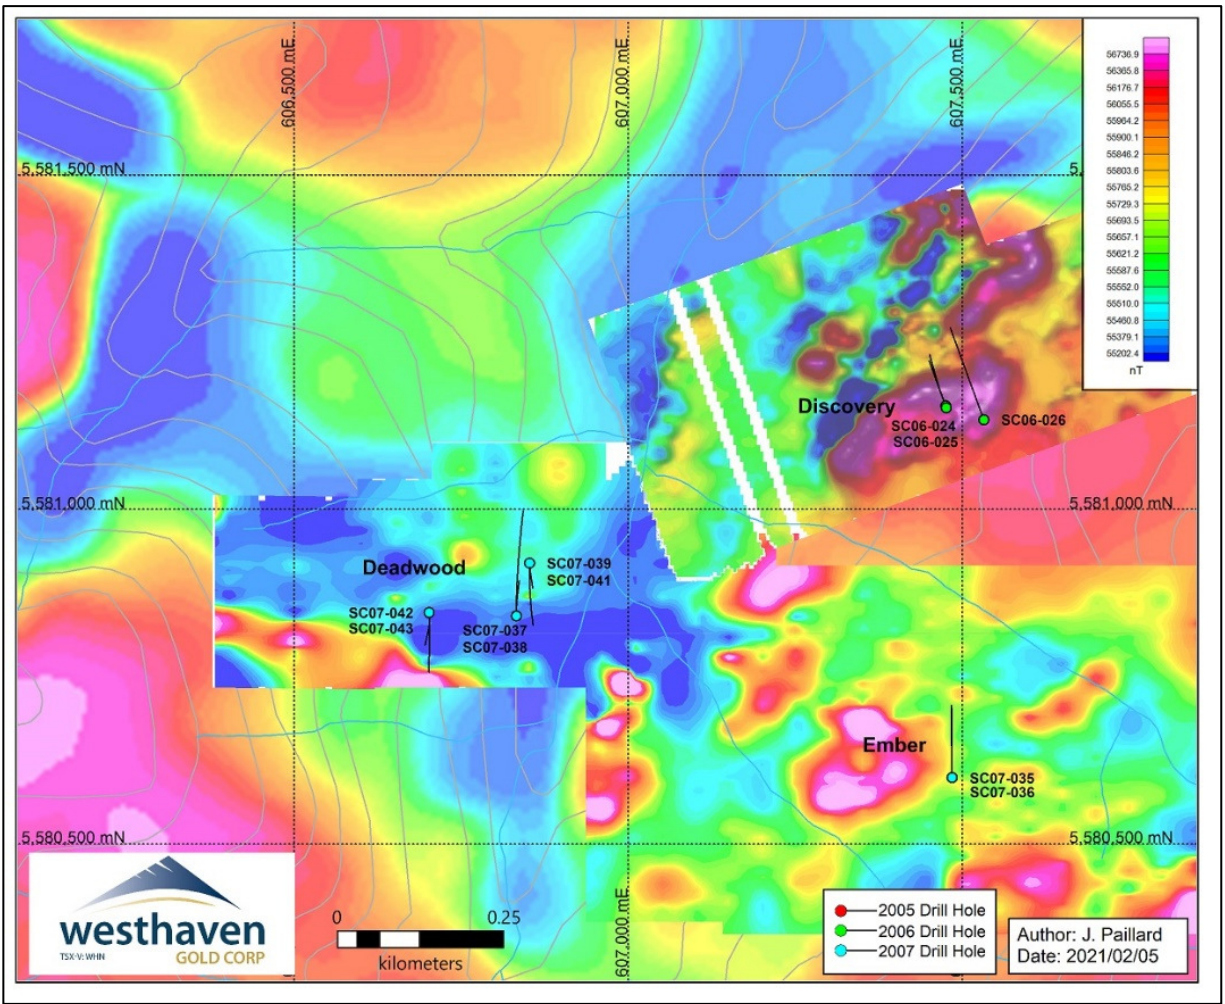 606,500 mE
607,000 mE
607,500 mE
56736.9
56365.8
56176.7
56055.5
55964.2
55900.1
55846.2
55803.6
55765.2
55729.3
55693.5
55657.1
55621.2
55587.6
55552.0
55510.0
55460.8
55379.1
55202.4
nT
5,581,500 mN
5,
Discovery
SC06-024
SC06-025
SC06-026
5,581,000 mN
5,581,000 mN
Deadwood
SC07-039
SC07-041
SC07-042
SC07-043
SC07-037
SC07-038
Ember
SC07-035
SC07-036
5,580,500 mN
5,580,500 mN
607,000 mE
westhaven
TSX-V: WHN
GOLD CORP
0 0.25
kilometers
2005 Drill Hole
2006 Drill Hole
2007 Drill Hole
Author: J. Paillard
Date: 2021/02/05